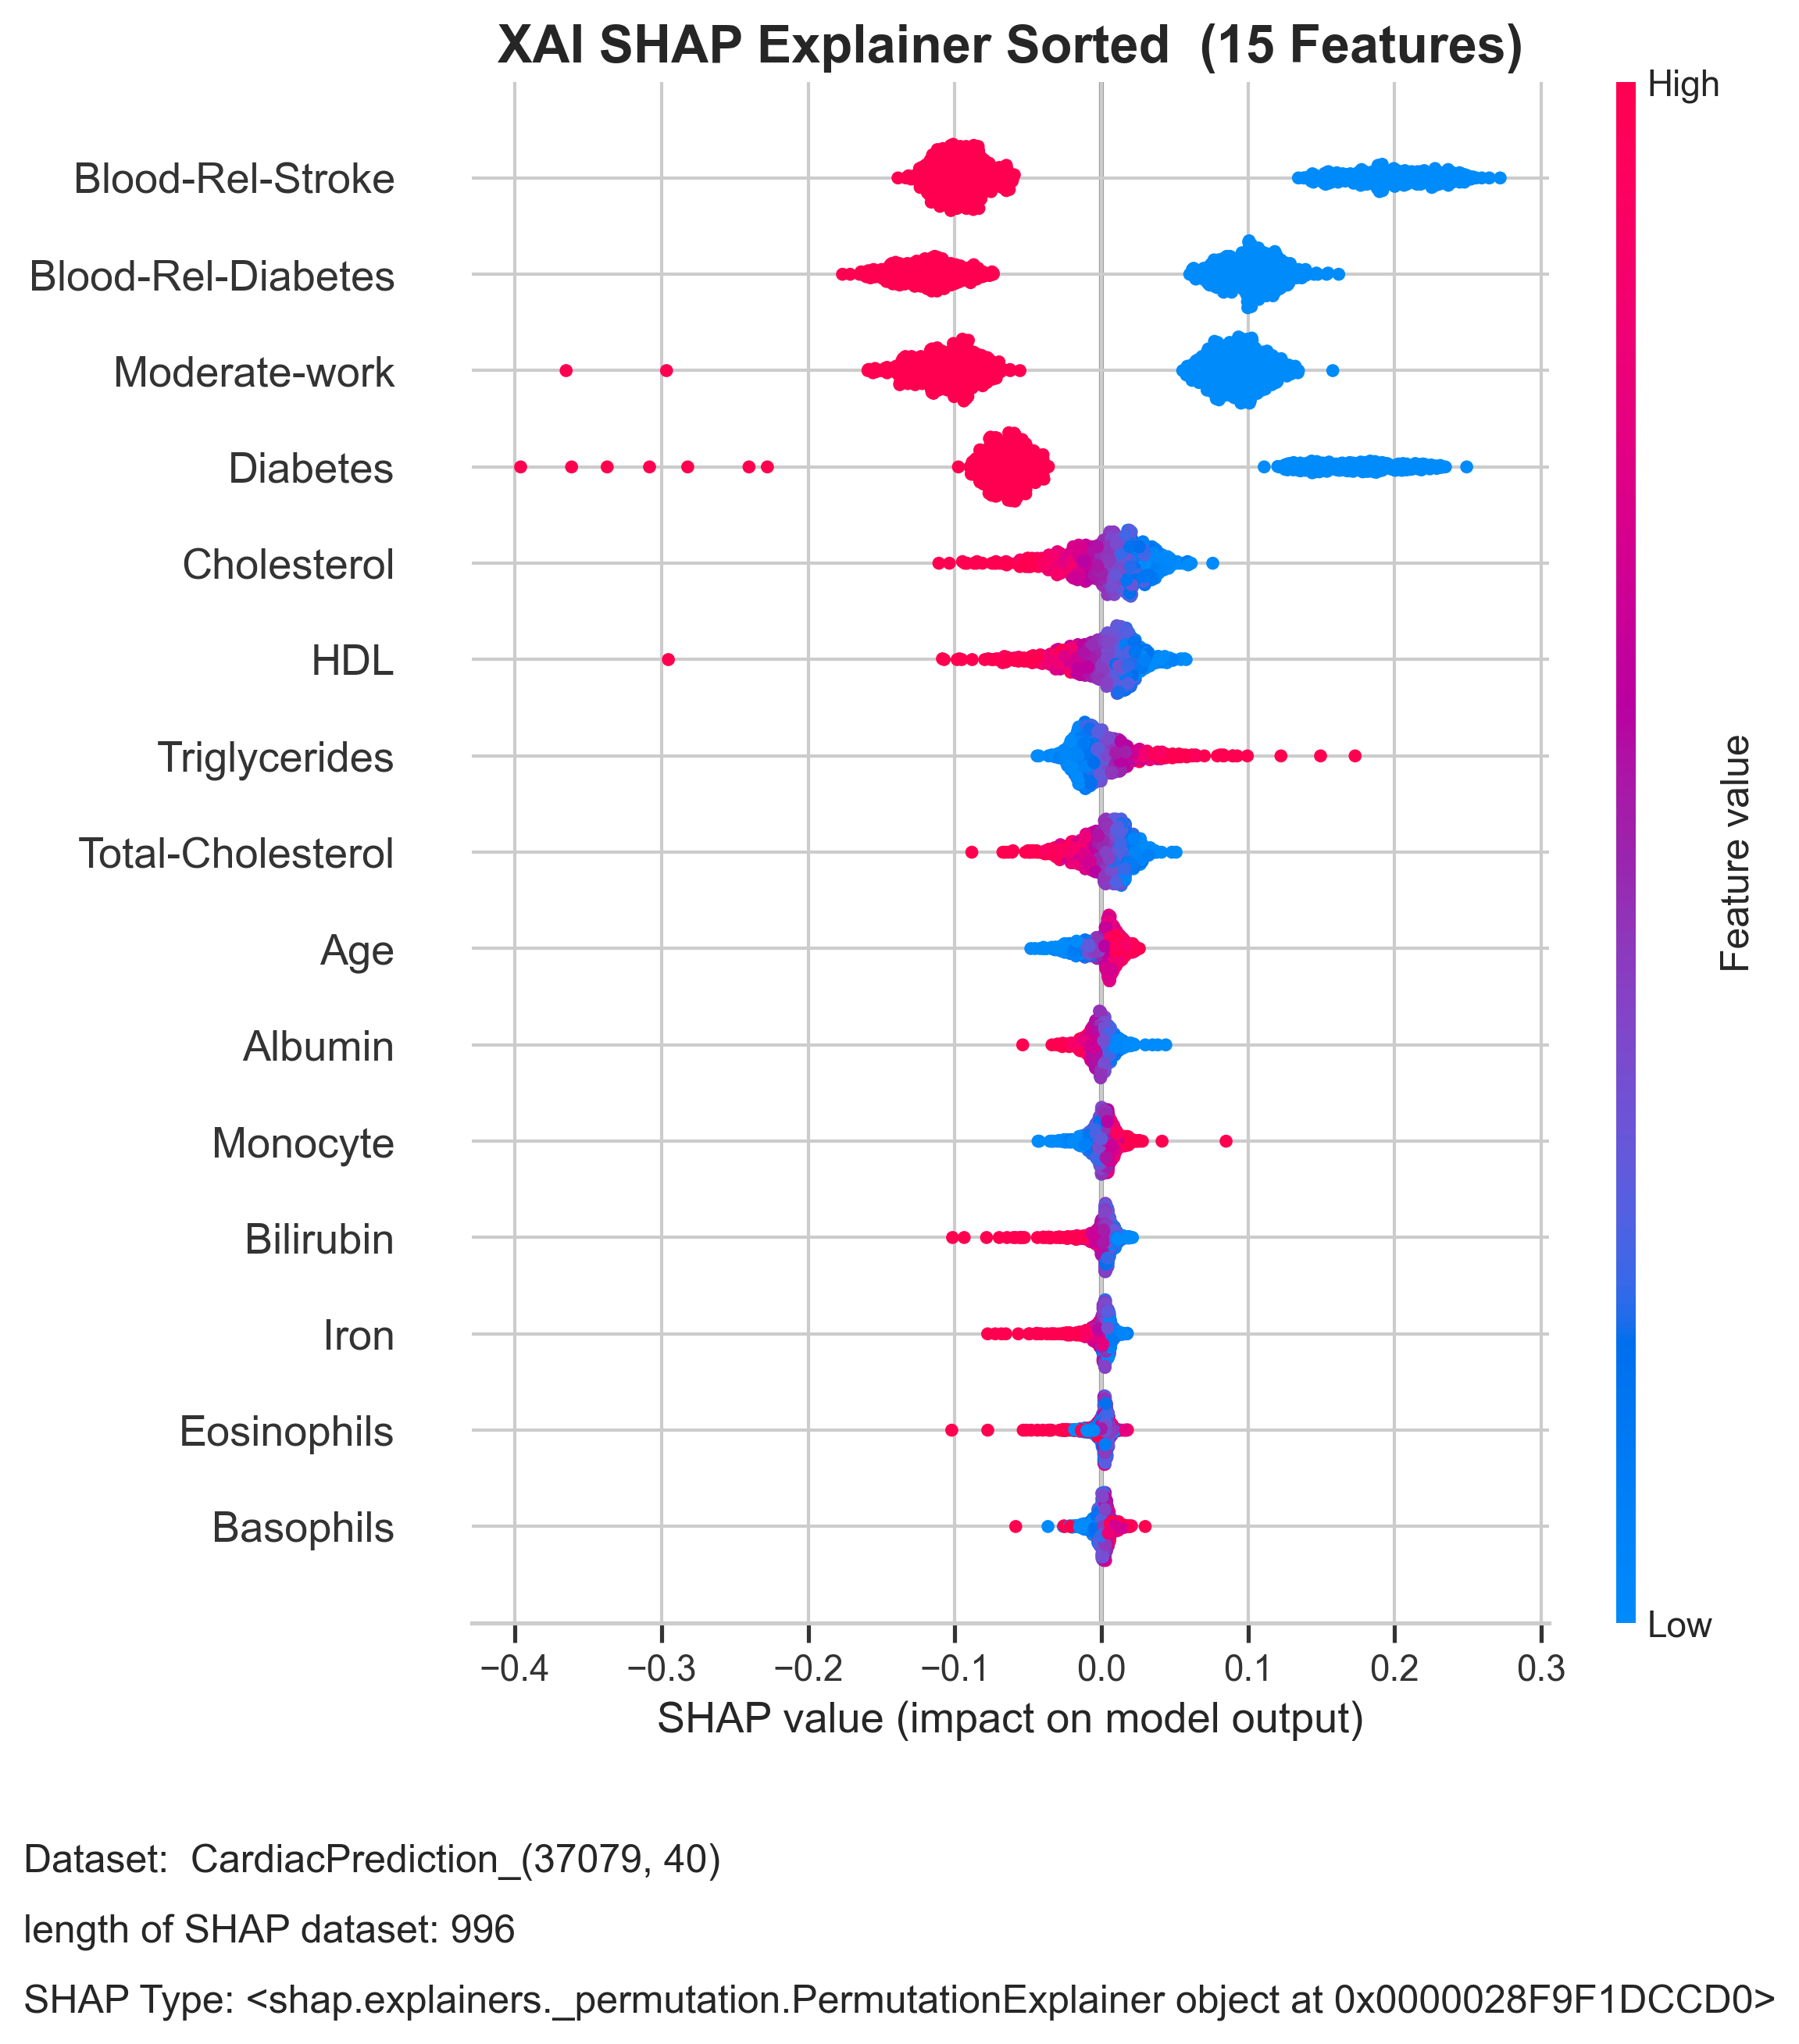 XAI SHAP Explainer Sorted  (15 Features)
High
Blood-Rel-Stroke
Blood-Rel-Diabetes
Moderate-work
Diabetes
Cholesterol
HDL
Triglycerides
Total-Cholesterol
Age
Albumin
Monocyte
Bilirubin
Iron
Eosinophils
Basophils
Feature value
Low
−0.4 −0.3 −0.2 −0.1 0.0 0.1 0.2 0.3
SHAP value (impact on model output)
Dataset:  CardiacPrediction_(37079, 40)
length of SHAP dataset: 996
SHAP Type: <shap.explainers._permutation.PermutationExplainer object at 0x0000028F9F1DCCD0>